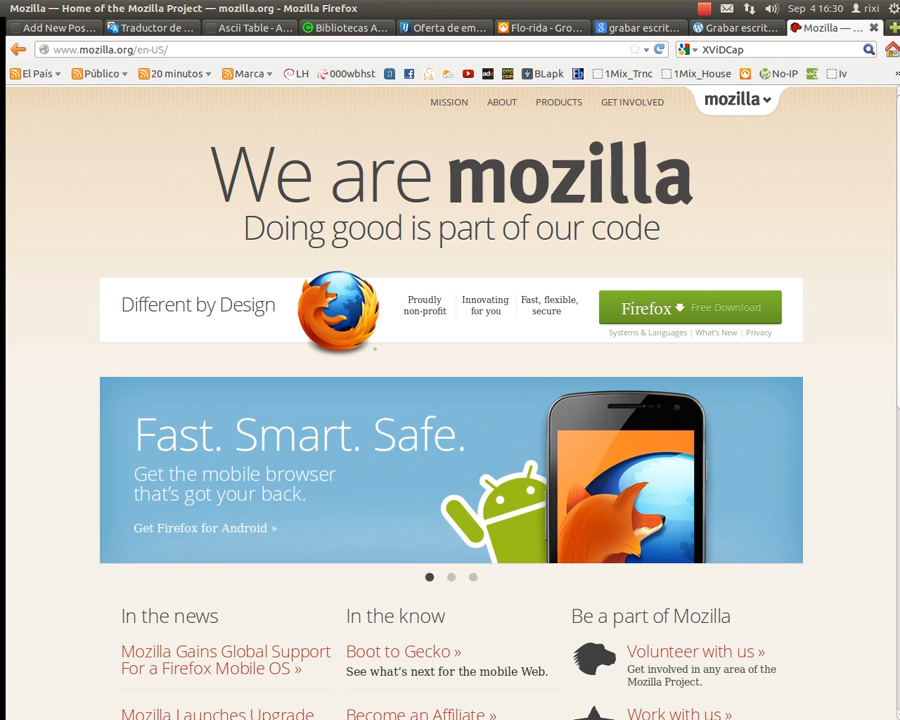 Mozilla — Home of the Mozilla Project — mozilla.org - Mozilla Firefox
Sep 4 16:30 rixi
Add New Pos...
Traductor de ...
Ascii Table - A...
Bibliotecas A...
Oferta de em...
Flo-rida - Gro...
grabar escrit...
Grabar escrit...
Mozilla — ...
www.mozilla.org/en-US/
XViDCap
El País
Público
20 minutos
Marca
LH
000wbhst
BLapk
1Mix_Trnc
1Mix_House
No-IP
Iv
MISSION ABOUT PRODUCTS GET INVOLVED
mozilla
We are mozilla
Doing good is part of our code
Different by Design
Proudly
non-profit
Innovating
for you
Fast, flexible,
secure
Firefox Free Download
Systems & Languages | What's New | Privacy
Fast. Smart. Safe.
Get the mobile browser
that's got your back.
Get Firefox for Android »
In the news
Mozilla Gains Global Support
For a Firefox Mobile OS »
Mozilla Launches Upgrade
In the know
Boot to Gecko »
See what's next for the mobile Web.
Become an Affiliate »
Be a part of Mozilla
Volunteer with us »
Get involved in any area of the
Mozilla Project.
Work with us »